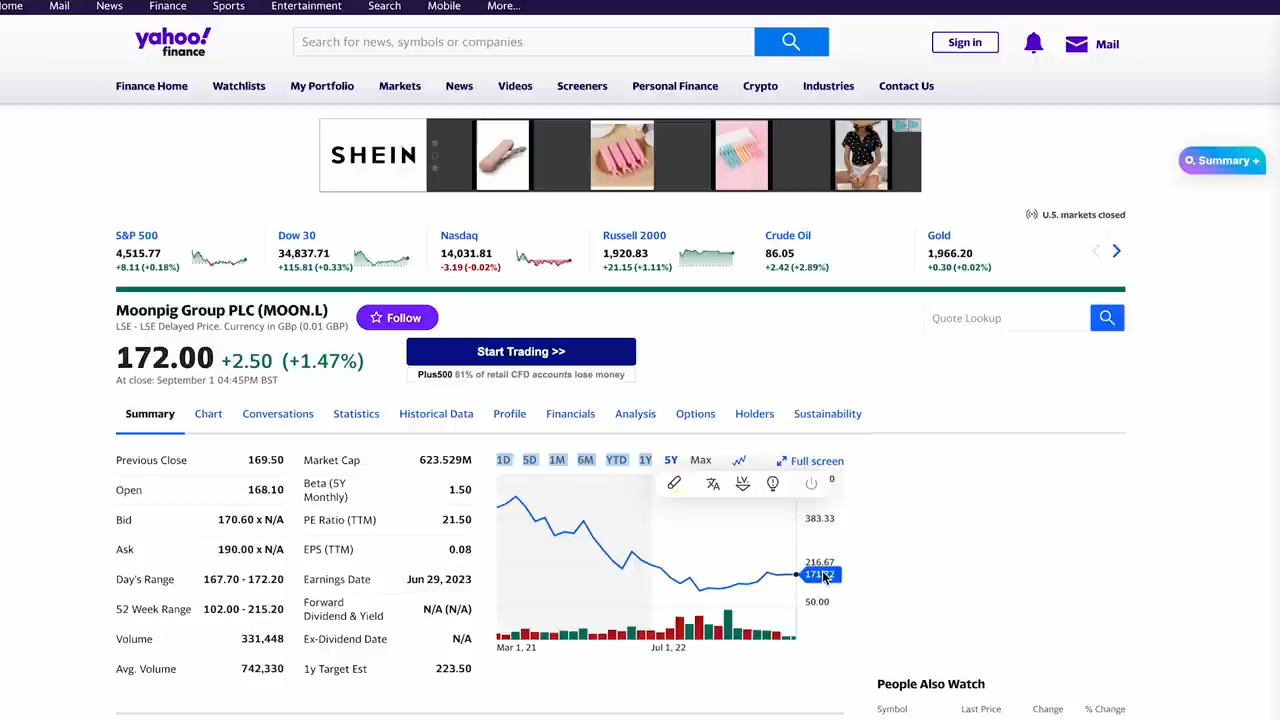 ome Mail News Finance Sports Entertainment Search Mobile More...
yahoo!
finance
Search for news, symbols or companies
Sign in
Mail
Finance Home Watchlists My Portfolio Markets News Videos Screeners Personal Finance Crypto Industries Contact Us
SHEIN
Summary +
U.S. markets closed
S&P 500 Dow 30 Nasdaq Russell 2000 Crude Oil Gold
4,515.77 34,837.71 14,031.81 1,920.83 86.05 1,966.20
+8.11 (+0.18%) +115.81 (+0.33%) -3.19 (-0.02%) +21.15 (+1.11%) +2.42 (+2.89%) +0.30 (+0.02%)
Moonpig Group PLC (MOON.L)
Follow
LSE - LSE Delayed Price. Currency in GBp (0.01 GBP)
Quote Lookup
172.00 +2.50 (+1.47%)
At close: September 1 04:45PM BST
Start Trading >>
Plus500 81% of retail CFD accounts lose money
Summary Chart Conversations Statistics Historical Data Profile Financials Analysis Options Holders Sustainability
Previous Close 169.50
Open 168.10
Bid 170.60 x N/A
Ask 190.00 x N/A
Day's Range 167.70 - 172.20
52 Week Range 102.00 - 215.20
Volume 331,448
Avg. Volume 742,330
Market Cap 623.529M
Beta (5Y
Monthly) 1.50
PE Ratio (TTM) 21.50
EPS (TTM) 0.08
Earnings Date Jun 29, 2023
Forward
Dividend & Yield N/A (N/A)
Ex-Dividend Date N/A
1y Target Est 223.50
1D 5D 1M 6M YTD 1Y 5Y Max Full screen
0
383.33
216.67
50.00
Mar 1, 21 Jul 1, 22
People Also Watch
Symbol Last Price Change % Change